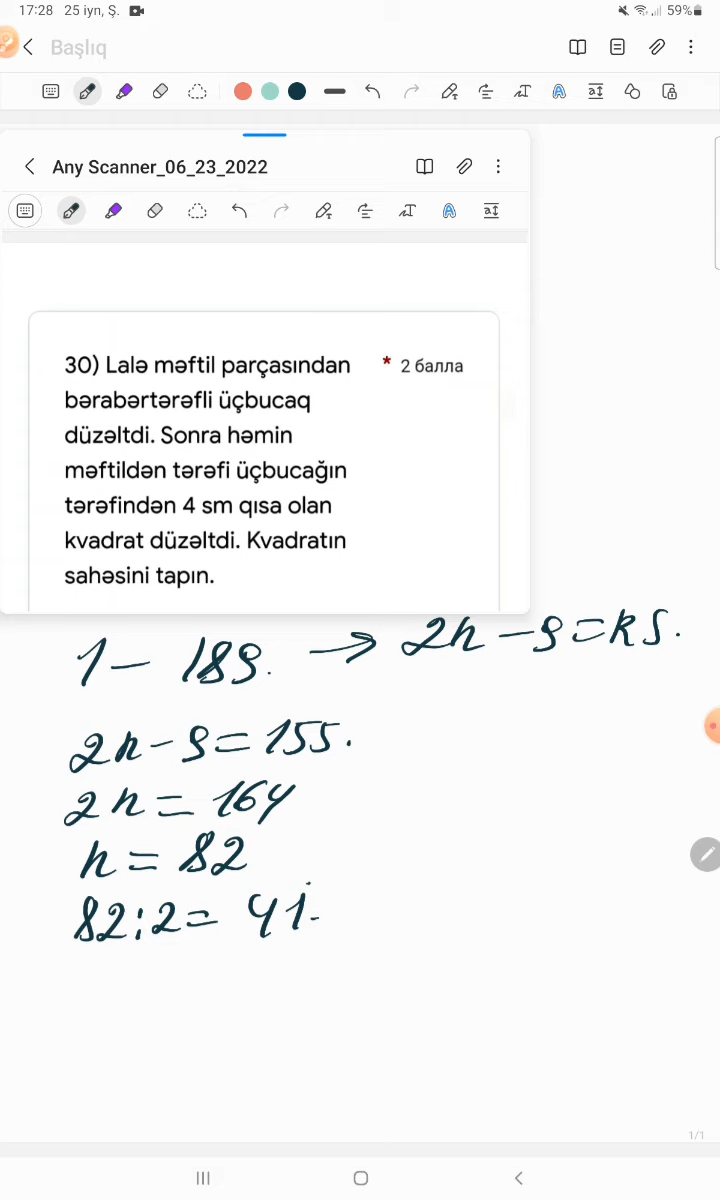 17:28 25 iyn, Ş. 59%
Başlıq
Any Scanner_06_23_2022
30) Lalə məftil parçasından * 2 балла
bərabərtərəfli üçbucaq
düzəltdi. Sonra həmin
məftildən tərəfi üçbucağın
tərəfindən 4 sm qısa olan
kvadrat düzəltdi. Kvadratın
sahəsini tapın.
1 – 189. → 2n – 9 = RS.
2n – 9 = 155.
2n = 164
n = 82
82:2 = 41.
1/1